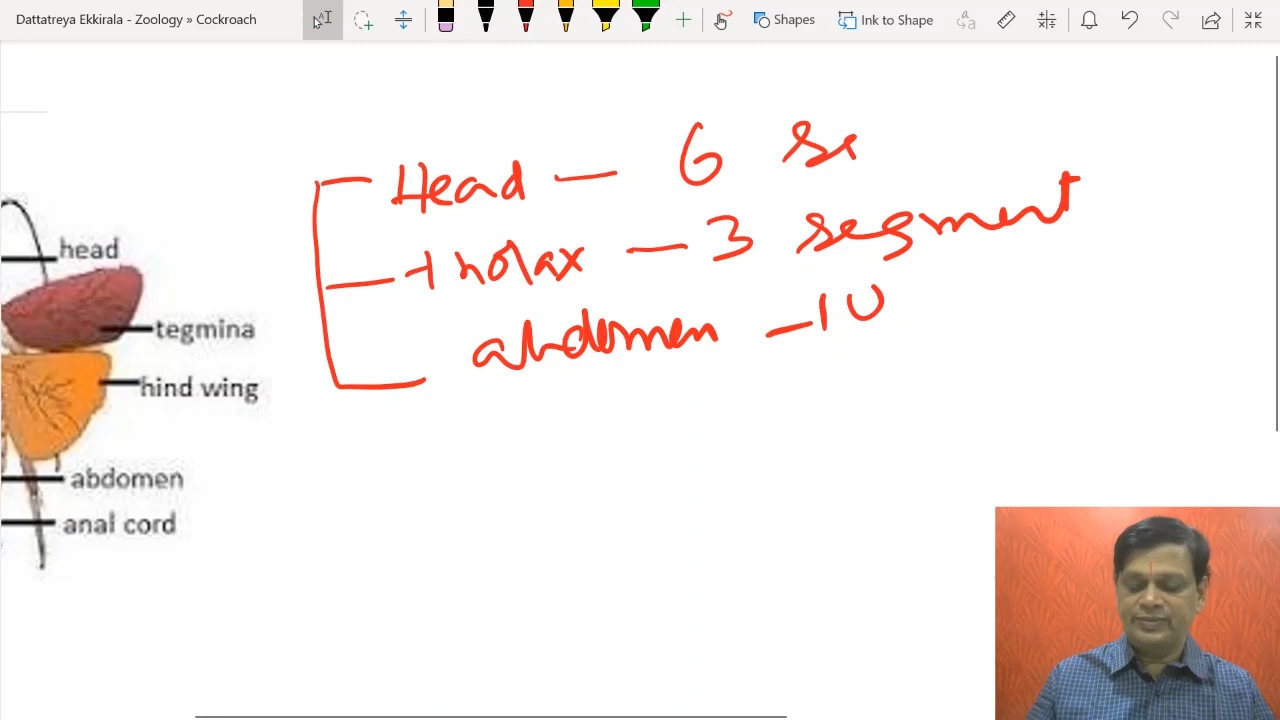 Dattatreya Ekkirala - Zoology » Cockroach
Shapes
Ink to Shape
Head — 6 se
thorax — 3 segment
abdomen — 10
head
tegmina
hind wing
abdomen
anal cord